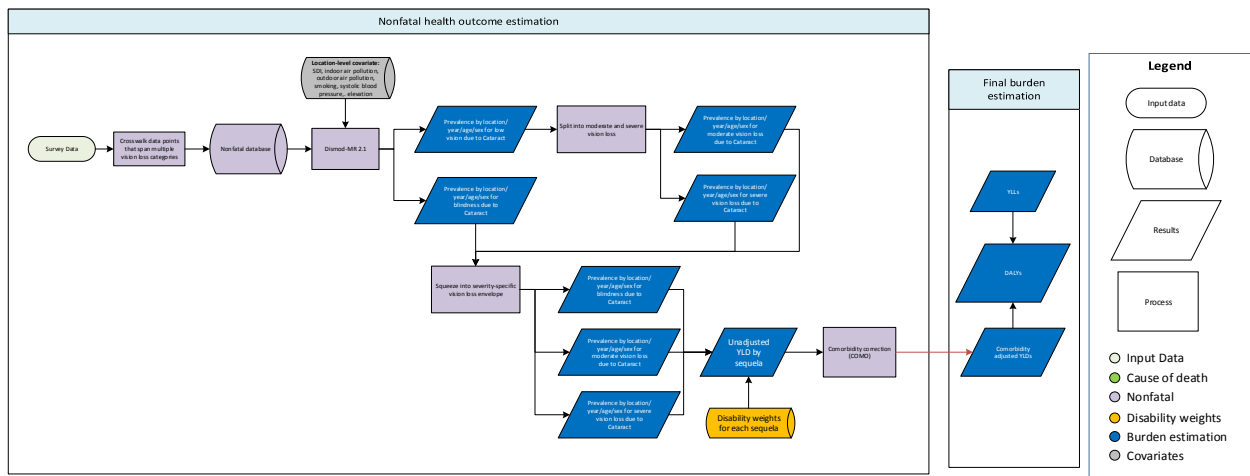 Nonfatal health outcome estimation
Location-level covariate:
SDI, indoor air pollution,
outdoor air pollution,
smoking, systolic blood
pressure,. elevation
Survey Data
Crosswalk data points
that span multiple
vision loss categories
Nonfatal database
Dismod-MR 2.1
Prevalence by location/
year/age/sex for low
vision due to Cataract
Split into moderate and severe
vision loss
Prevalence by location/
year/age/sex for
moderate vision loss
due to Cataract
Prevalence by location/
year/age/sex for
blindness due to
Cataract
Prevalence by location/
year/age/sex for severe
vision loss due to
Cataract
Squeeze into severity-specific
vision loss envelope
Prevalence by location/
year/age/sex for
blindness due to Cataract
Prevalence by location/
year/age/sex for
moderate vision loss
due to Cataract
Prevalence by location/
year/age/sex for severe
vision loss due to
Cataract
Unadjusted
YLD by
sequela
Disability weights
for each sequela
Comorbidity correction
(COMO)
Final burden
estimation
YLLs
DALYs
Comorbidity
adjusted YLDs
Legend
Input data
Database
Results
Process
Input Data
Cause of death
Nonfatal
Disability weights
Burden estimation
Covariates